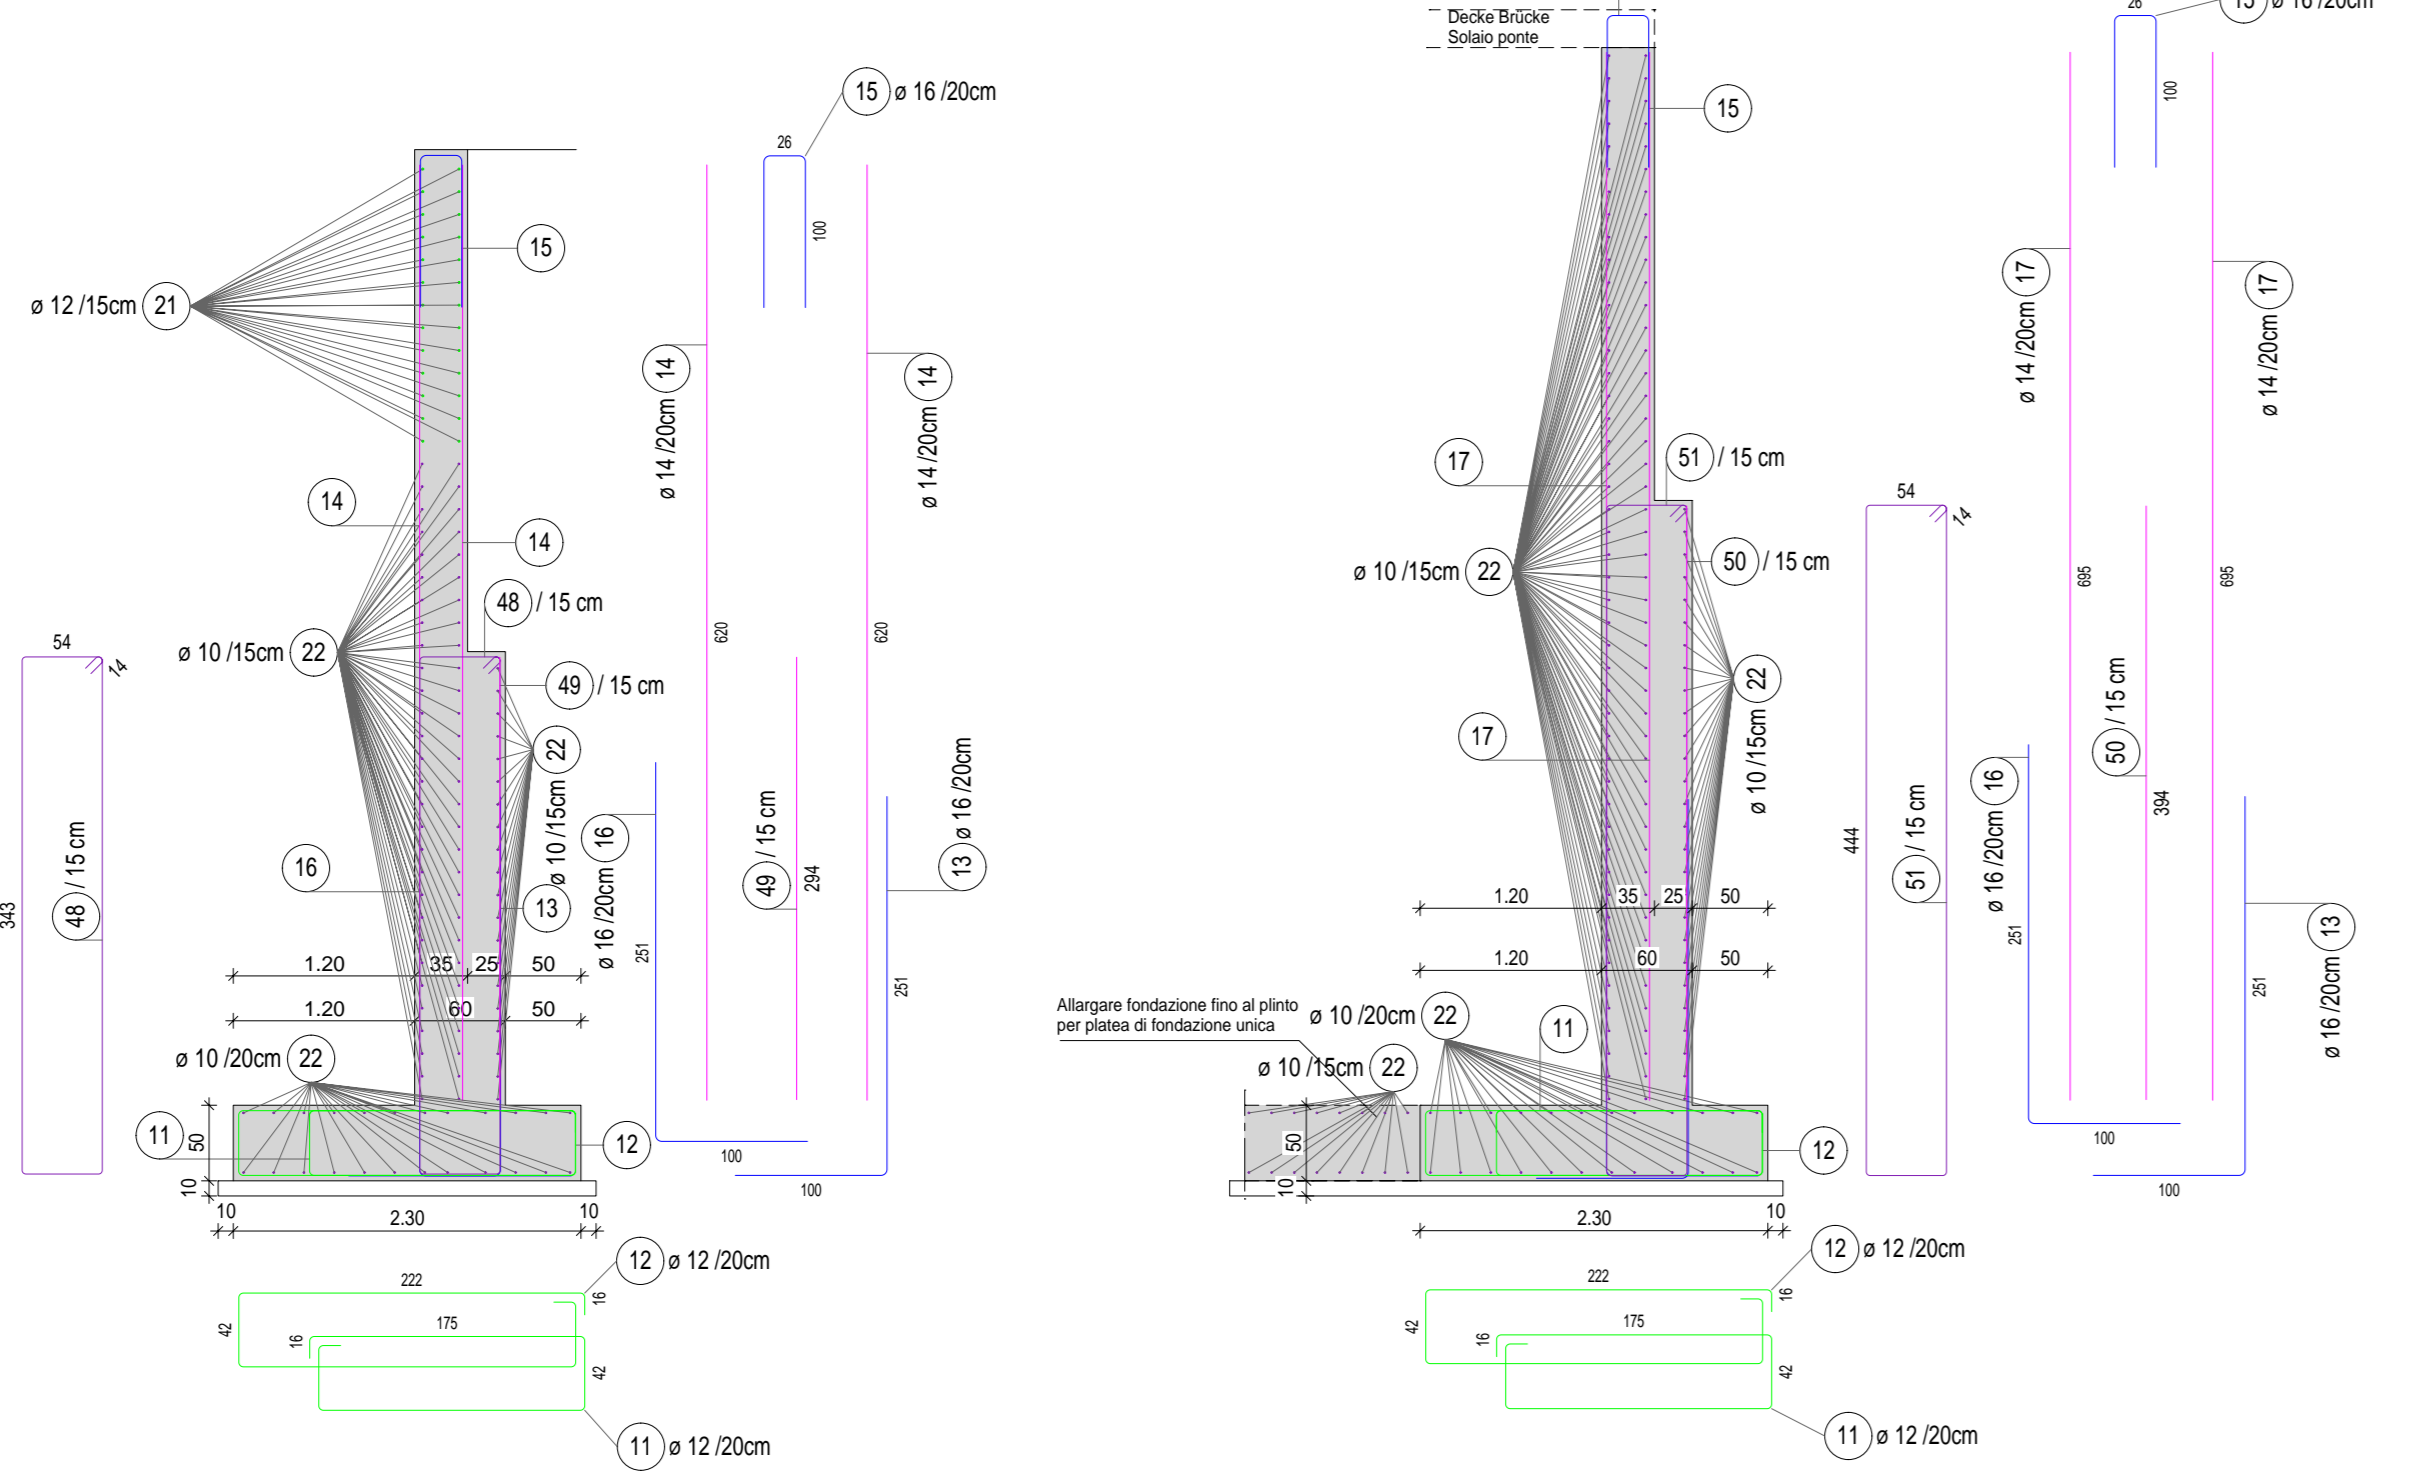 15 ø 16 /20cm
26
100
15
ø 12 /15cm 21
14
ø 14 /20cm 14
ø 14 /20cm 14
14
48 / 15 cm
54
14
ø 10 /15cm 22
49 / 15 cm
620
620
22
ø 10 /15cm
343
48 / 15 cm
16
13
ø 16 /20cm 16
49 / 15 cm
294
13 ø 16 /20cm
251
251
1.20 35 25 50
1.20 60 50
ø 10 /20cm 22
11
50
12
10
100
100
10 2.30 10
12 ø 12 /20cm
222
16
42
175
16
42
11 ø 12 /20cm
Decke Brücke
Solaio ponte
15
26
15 ø 16 /20cm
100
ø 14 /20cm 17
ø 14 /20cm 17
17
51 / 15 cm
54
14
ø 10 /15cm 22
50 / 15 cm
695
695
22
ø 10 /15cm
17
50 / 15 cm
394
ø 16 /20cm 16
444
51 / 15 cm
1.20 35 25 50
1.20 60 50
251
251
13
ø 16 /20cm
Allargare fondazione fino al plinto
per platea di fondazione unica
ø 10 /20cm 22
11
ø 10 /15cm 22
50
12
10
100
100
2.30 10
12 ø 12 /20cm
222
16
42
175
16
42
11 ø 12 /20cm